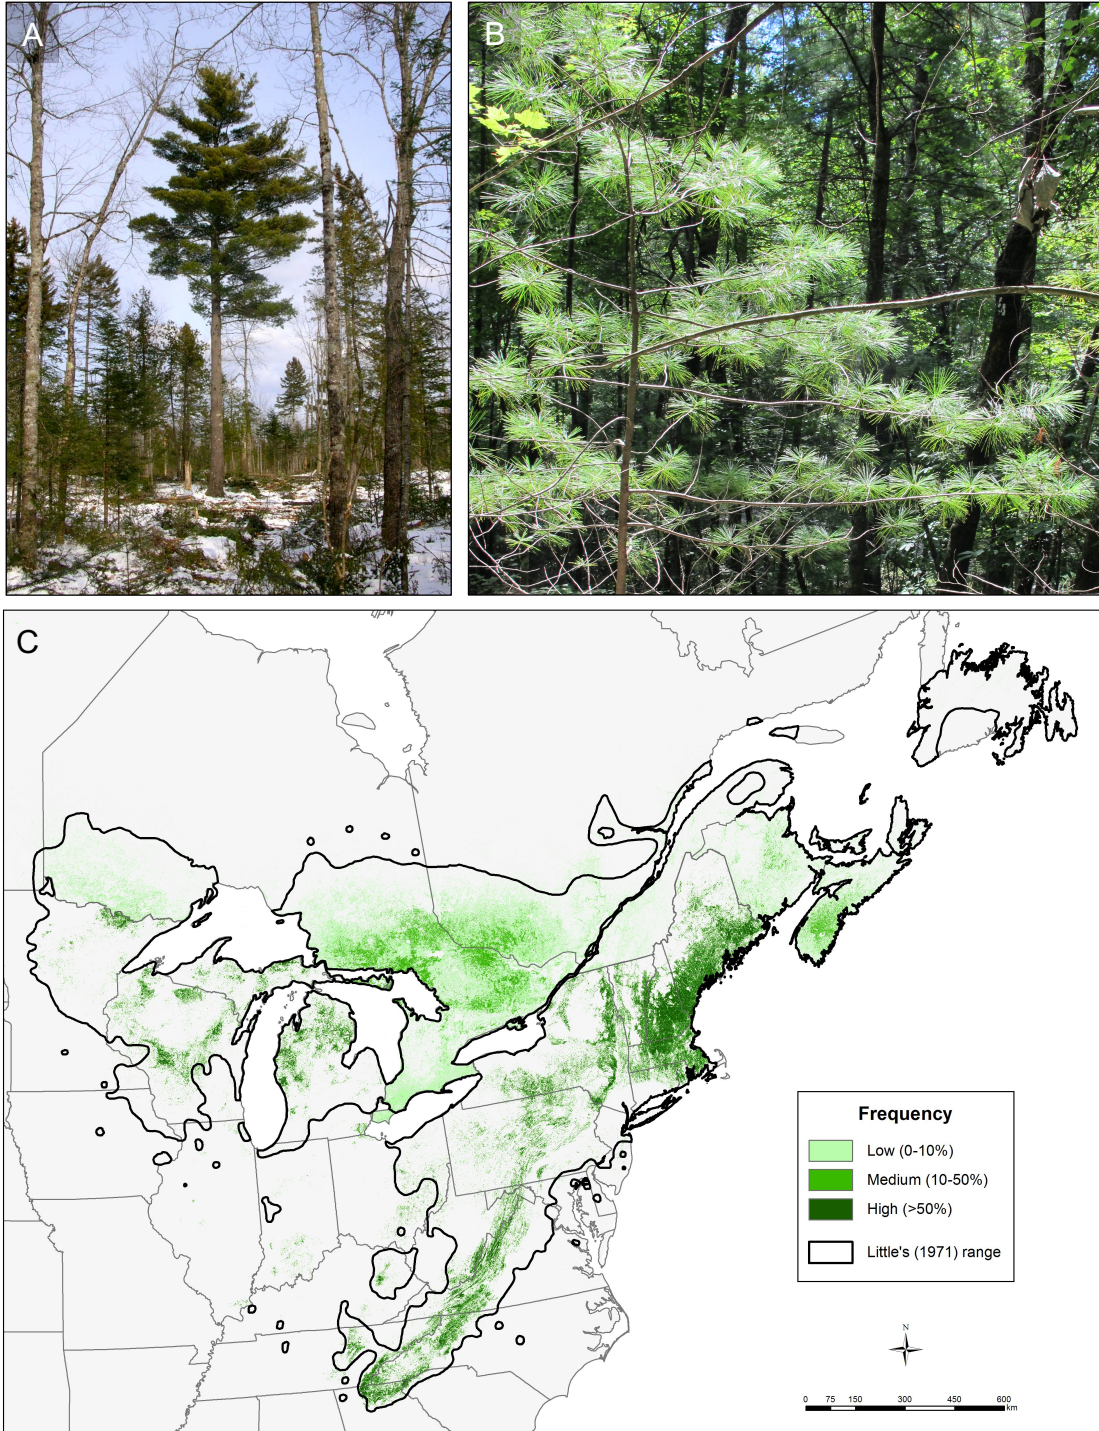 A
B
C
Frequency
Low (0-10%)
Medium (10-50%)
High (>50%)
Little's (1971) range
N
0 75 150 300 450 600
km